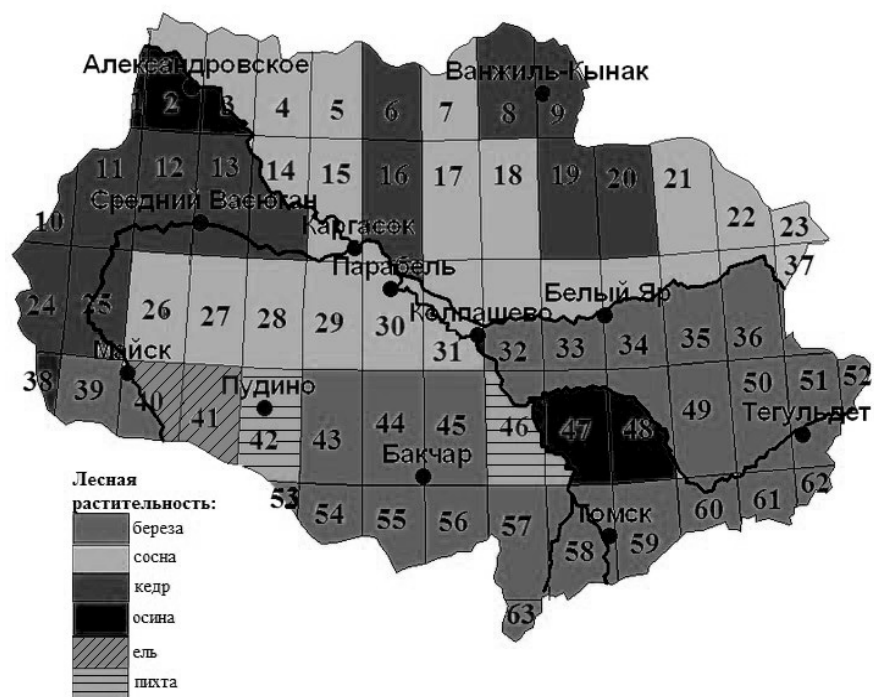 Александровское
Ванжиль-Кынак
1 2 3 4 5 6 7 8 9
11 12 13 14 15 16 17 18 19 20 21
Средний Васюган
10 22 23
Каргасок
Парабель
37
24 25 26 27 28 29 30
Колпашево
Белый Яр
31 32 33 34 35 36
Майск
38 39 40 41
Пудино
42 43 44 45 46 47 48 49 50 51 52
Тегульдет
Бакчар
53 54 55 56 57
Томск
58 59 60 61 62
63
Лесная
растительность:
береза
сосна
кедр
осина
ель
пихта